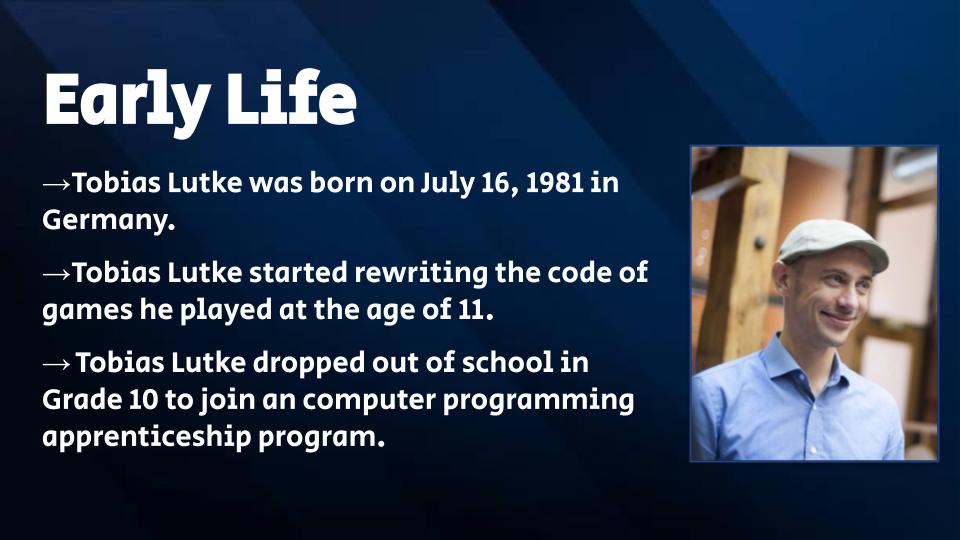 Early Life
→Tobias Lutke was born on July 16, 1981 in
Germany.
→Tobias Lutke started rewriting the code of
games he played at the age of 11.
→ Tobias Lutke dropped out of school in
Grade 10 to join an computer programming
apprenticeship program.